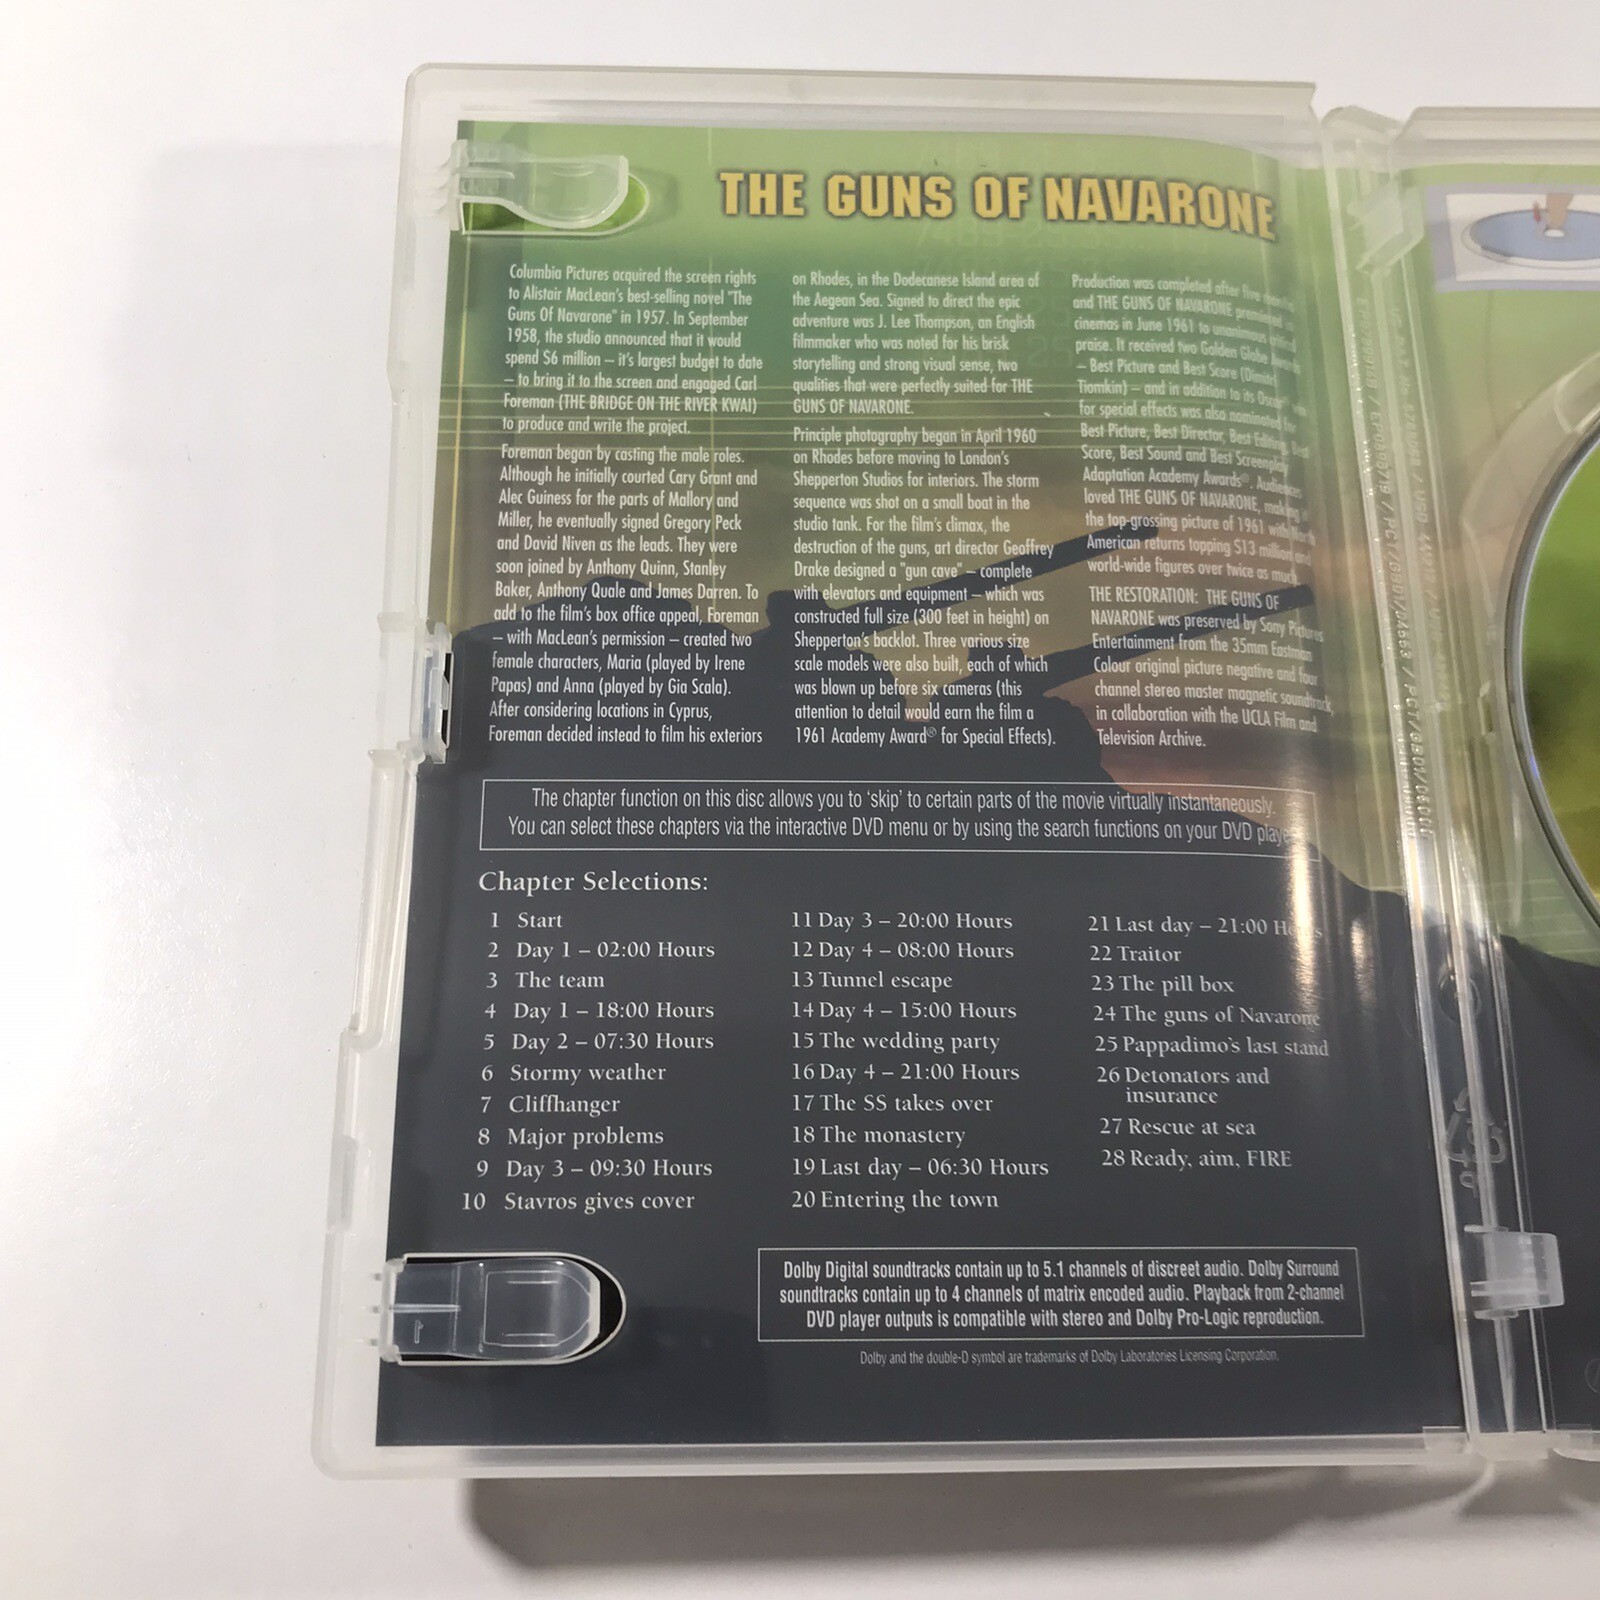 THE GUNS OF NAVARONE
Columbia Pictures acquired the screen rights
to Alistair MacLean's best-selling novel "The
Guns Of Navarone" in 1957. In September
1958, the studio announced that it would
spend $6 million – it's largest budget to date
– to bring it to the screen and engaged Carl
Foreman (THE BRIDGE ON THE RIVER KWAI)
to produce and write the project.
Foreman began by casting the male roles.
Although he initially courted Cary Grant and
Alec Guiness for the parts of Mallory and
Miller, he eventually signed Gregory Peck
and David Niven as the leads. They were
soon joined by Anthony Quinn, Stanley
Baker, Anthony Quale and James Darren. To
add to the film's box office appeal, Foreman
– with MacLean's permission – created two
female characters, Maria (played by Irene
Papas) and Anna (played by Gia Scala).
After considering locations in Cyprus,
Foreman decided instead to film his exteriors
on Rhodes, in the Dodecanese Island area of
the Aegean Sea. Signed to direct the epic
adventure was J. Lee Thompson, an English
filmmaker who was noted for his brisk
storytelling and strong visual sense, two
qualities that were perfectly suited for THE
GUNS OF NAVARONE.
Principle photography began in April 1960
on Rhodes before moving to London's
Shepperton Studios for interiors. The storm
sequence was shot on a small boat in the
studio tank. For the film's climax, the
destruction of the guns, art director Geoffrey
Drake designed a "gun cave" – complete
with elevators and equipment – which was
constructed full size (300 feet in height) on
Shepperton's backlot. Three various size
scale models were also built, each of which
was blown up before six cameras (this
attention to detail would earn the film a
1961 Academy Award® for Special Effects).
Production was completed after five months
and THE GUNS OF NAVARONE premiered in
cinemas in June 1961 to unanimous critical
praise. It received two Golden Globe Awards
– Best Picture and Best Score (Dimitri
Tiomkin) – and in addition to its Oscar® win
for special effects was also nominated for
Best Picture, Best Director, Best Editing, Best
Score, Best Sound and Best Screenplay
Adaptation Academy Awards®. Audiences
loved THE GUNS OF NAVARONE, making it
the top-grossing picture of 1961 with North
American returns topping $13 million and
world-wide figures over twice as much.
THE RESTORATION: THE GUNS OF
NAVARONE was preserved by Sony Pictures
Entertainment from the 35mm Eastman
Colour original picture negative and four
channel stereo master magnetic soundtrack,
in collaboration with the UCLA Film and
Television Archive.
The chapter function on this disc allows you to 'skip' to certain parts of the movie virtually instantaneously.
You can select these chapters via the interactive DVD menu or by using the search functions on your DVD player.
Chapter Selections:
1 Start
2 Day 1 – 02:00 Hours
3 The team
4 Day 1 – 18:00 Hours
5 Day 2 – 07:30 Hours
6 Stormy weather
7 Cliffhanger
8 Major problems
9 Day 3 – 09:30 Hours
10 Stavros gives cover
11 Day 3 – 20:00 Hours
12 Day 4 – 08:00 Hours
13 Tunnel escape
14 Day 4 – 15:00 Hours
15 The wedding party
16 Day 4 – 21:00 Hours
17 The SS takes over
18 The monastery
19 Last day – 06:30 Hours
20 Entering the town
21 Last day – 21:00 Hours
22 Traitor
23 The pill box
24 The guns of Navarone
25 Pappadimo's last stand
26 Detonators and
insurance
27 Rescue at sea
28 Ready, aim, FIRE
Dolby Digital soundtracks contain up to 5.1 channels of discreet audio. Dolby Surround
soundtracks contain up to 4 channels of matrix encoded audio. Playback from 2-channel
DVD player outputs is compatible with stereo and Dolby Pro-Logic reproduction.
Dolby and the double-D symbol are trademarks of Dolby Laboratories Licensing Corporation.